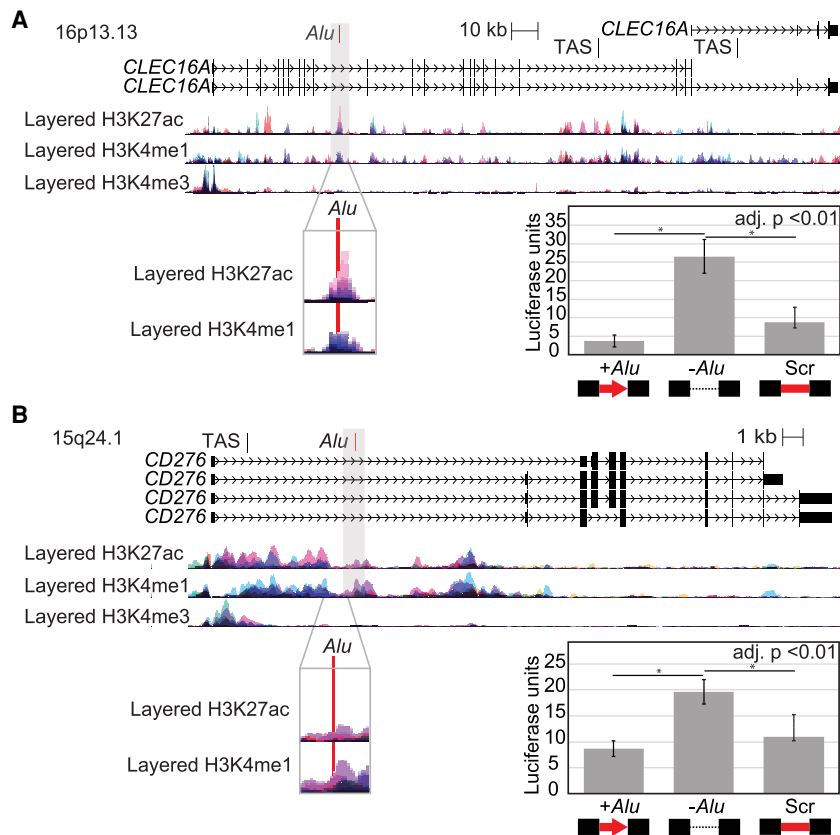 A
16p13.13
Alu
10 kb
CLEC16A
TAS
TAS
CLEC16A
CLEC16A
Layered H3K27ac
Layered H3K4me1
Layered H3K4me3
Alu
Layered H3K27ac
Layered H3K4me1
adj. p <0.01
*
*
Luciferase units
35
30
25
20
15
10
5
0
+Alu
-Alu
Scr
B
15q24.1
TAS
Alu
1 kb
CD276
CD276
CD276
CD276
Layered H3K27ac
Layered H3K4me1
Layered H3K4me3
Alu
Layered H3K27ac
Layered H3K4me1
adj. p <0.01
*
*
Luciferase units
25
20
15
10
5
0
+Alu
-Alu
Scr